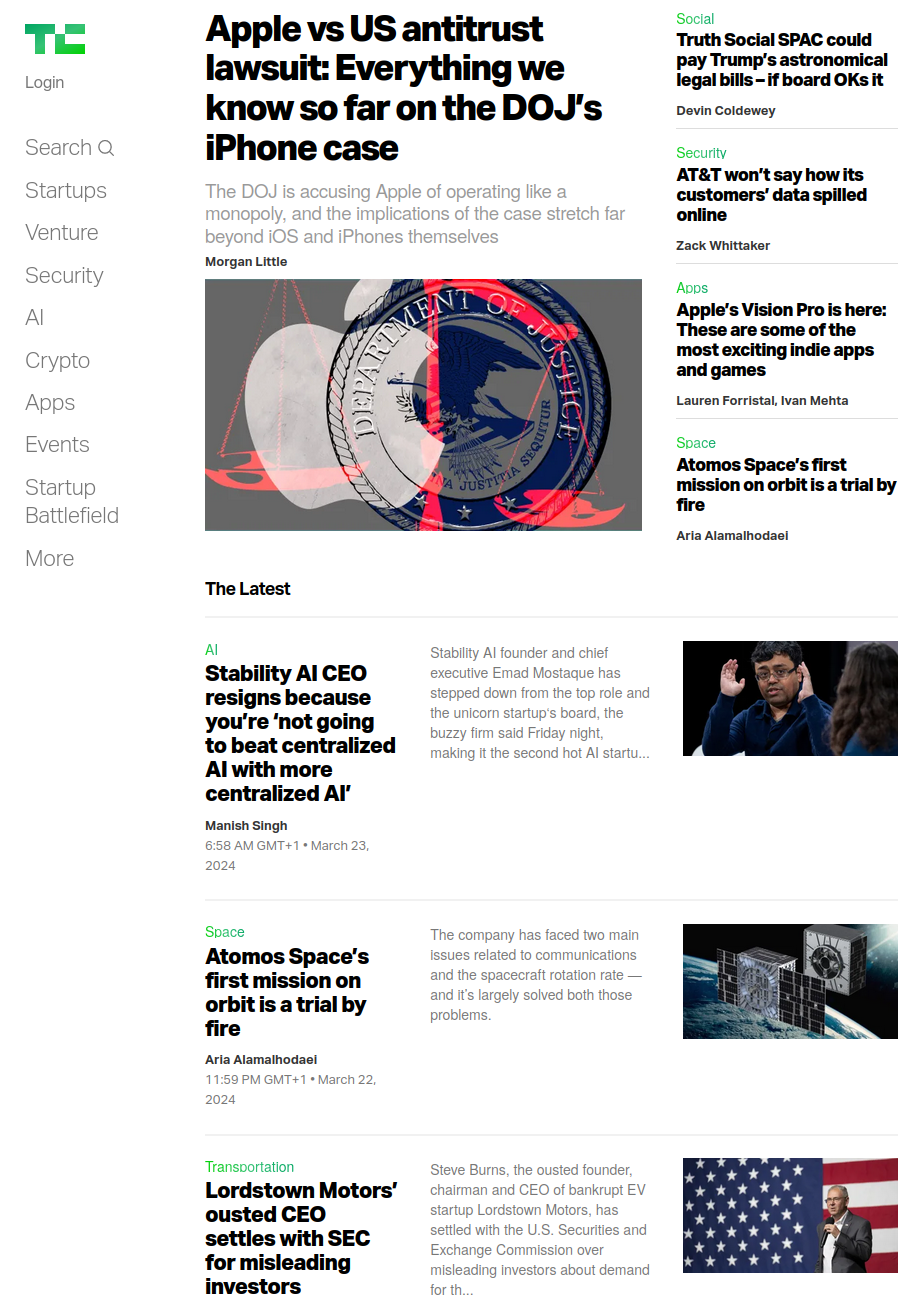 TC
Login
Search
Startups
Venture
Security
AI
Crypto
Apps
Events
Startup
Battlefield
More
Apple vs US antitrust
lawsuit: Everything we
know so far on the DOJ’s
iPhone case
The DOJ is accusing Apple of operating like a
monopoly, and the implications of the case stretch far
beyond iOS and iPhones themselves
Morgan Little
DEPARTMENT OF JUSTICE
NA JUSTITIA SEQUITUR
Social
Truth Social SPAC could
pay Trump’s astronomical
legal bills – if board OKs it
Devin Coldewey
Security
AT&T won’t say how its
customers’ data spilled
online
Zack Whittaker
Apps
Apple’s Vision Pro is here:
These are some of the
most exciting indie apps
and games
Lauren Forristal, Ivan Mehta
Space
Atomos Space’s first
mission on orbit is a trial by
fire
Aria Alamalhodaei
The Latest
AI
Stability AI CEO
resigns because
you’re ‘not going
to beat centralized
AI with more
centralized AI’
Manish Singh
6:58 AM GMT+1 • March 23,
2024
Stability AI founder and chief
executive Emad Mostaque has
stepped down from the top role and
the unicorn startup‘s board, the
buzzy firm said Friday night,
making it the second hot AI startu...
Space
Atomos Space’s
first mission on
orbit is a trial by
fire
Aria Alamalhodaei
11:59 PM GMT+1 • March 22,
2024
The company has faced two main
issues related to communications
and the spacecraft rotation rate —
and it’s largely solved both those
problems.
Transportation
Lordstown Motors’
ousted CEO
settles with SEC
for misleading
investors
Steve Burns, the ousted founder,
chairman and CEO of bankrupt EV
startup Lordstown Motors, has
settled with the U.S. Securities and
Exchange Commission over
misleading investors about demand
for th...